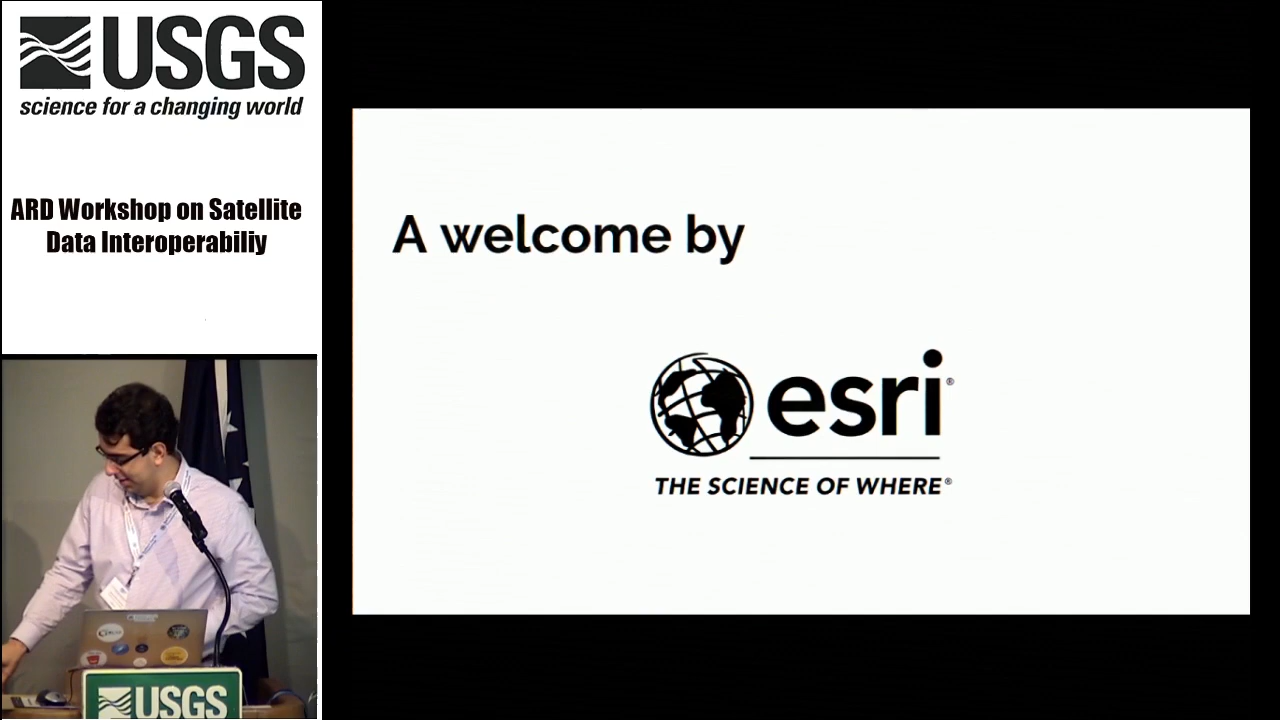 USGS
science for a changing world
ARD Workshop on Satellite
Data Interoperabiliy
A welcome by
esri®
THE SCIENCE OF WHERE®
USGS